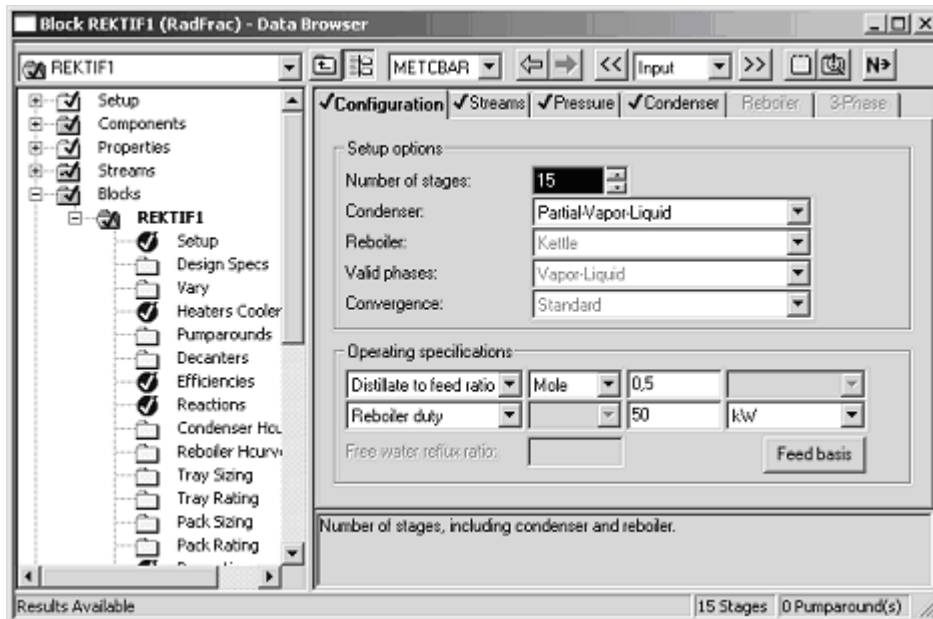 Block REKTIF1 (RadFrac) - Data Browser
REKTIF1
METCBAR
<<
Input
>>
N
Setup
Components
Properties
Streams
Blocks
REKTIF1
Setup
Design Specs
Vary
Heaters Cooler
Pumparounds
Decanters
Efficiencies
Reactions
Condenser Hcu
Reboiler Hcurv
Tray Sizing
Tray Rating
Pack Sizing
Pack Rating
Configuration
Streams
Pressure
Condenser
Reboiler
3-Phase
Setup options
Number of stages: 15
Condenser: Partial-Vapor-Liquid
Reboiler: Kettle
Valid phases: Vapor-Liquid
Convergence: Standard
Operating specifications
Distillate to feed ratio Mole 0,5
Reboiler duty 50 kW
Free water reflux ratio:
Feed basis
Number of stages, including condenser and reboiler.
Results Available
15 Stages
0 Pumparound(s)